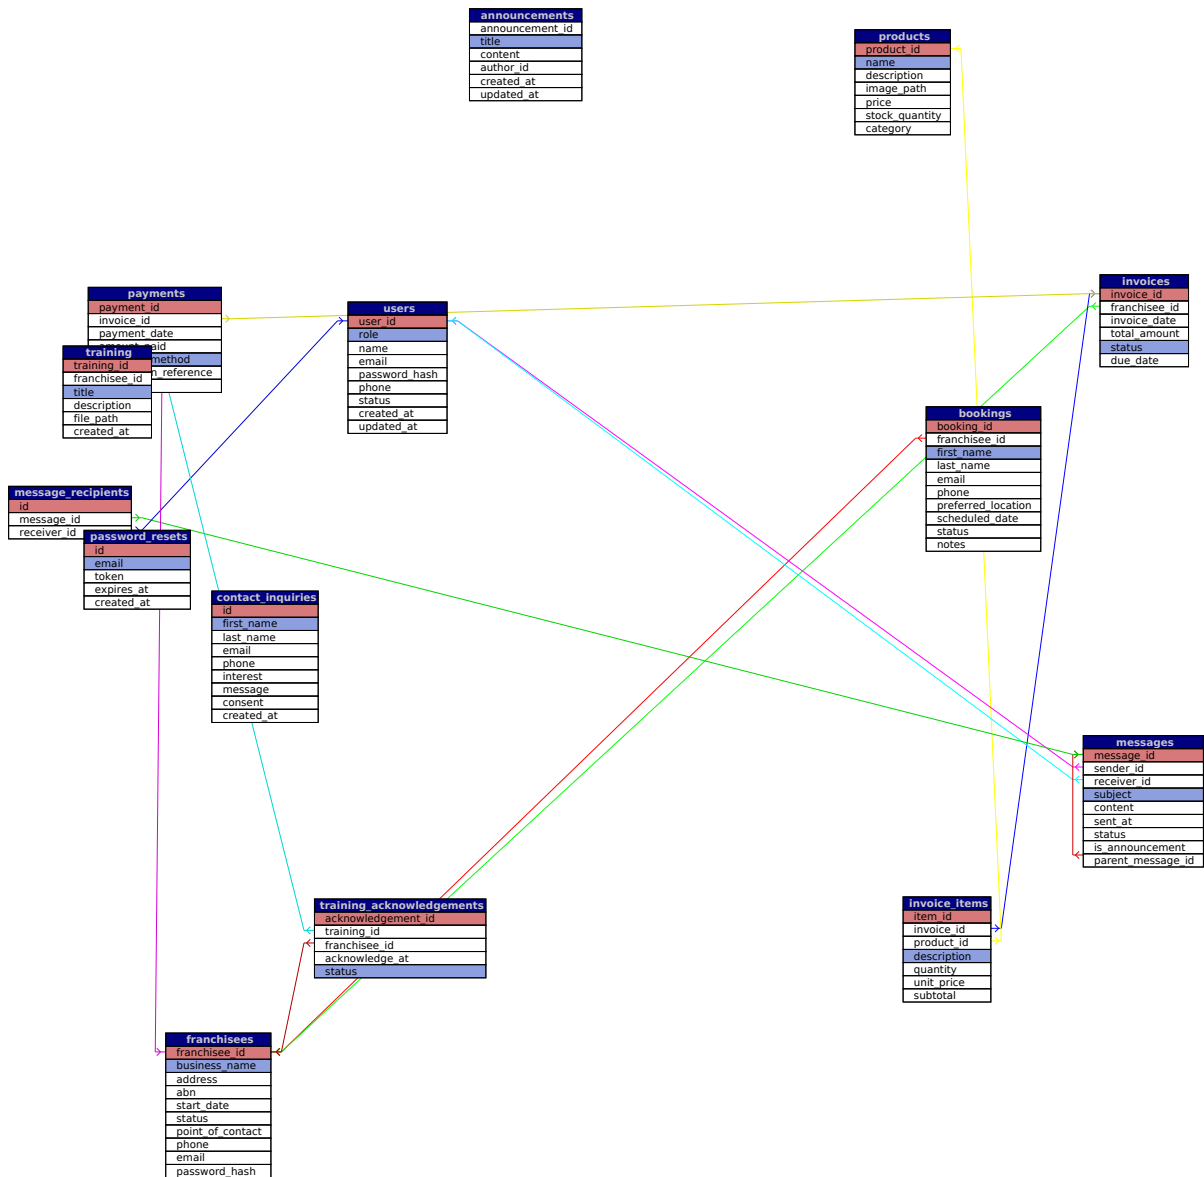 announcements
announcement_id
title
content
author_id
created_at
updated_at
products
product_id
name
description
image_path
price
stock_quantity
category
payments
payment_id
invoice_id
payment_date
method
n_reference
training
training_id
franchisee_id
title
description
file_path
created_at
users
user_id
role
name
email
password_hash
phone
status
created_at
updated_at
invoices
invoice_id
franchisee_id
invoice_date
total_amount
status
due_date
bookings
booking_id
franchisee_id
first_name
last_name
email
phone
preferred_location
scheduled_date
status
notes
message_recipients
id
message_id
receiver_id
password_resets
id
email
token
expires_at
created_at
contact_inquiries
id
first_name
last_name
email
phone
interest
message
consent
created_at
messages
message_id
sender_id
receiver_id
subject
content
sent_at
status
is_announcement
parent_message_id
training_acknowledgements
acknowledgement_id
training_id
franchisee_id
acknowledge_at
status
invoice_items
item_id
invoice_id
product_id
description
quantity
unit_price
subtotal
franchisees
franchisee_id
business_name
address
abn
start_date
status
point_of_contact
phone
email
password_hash